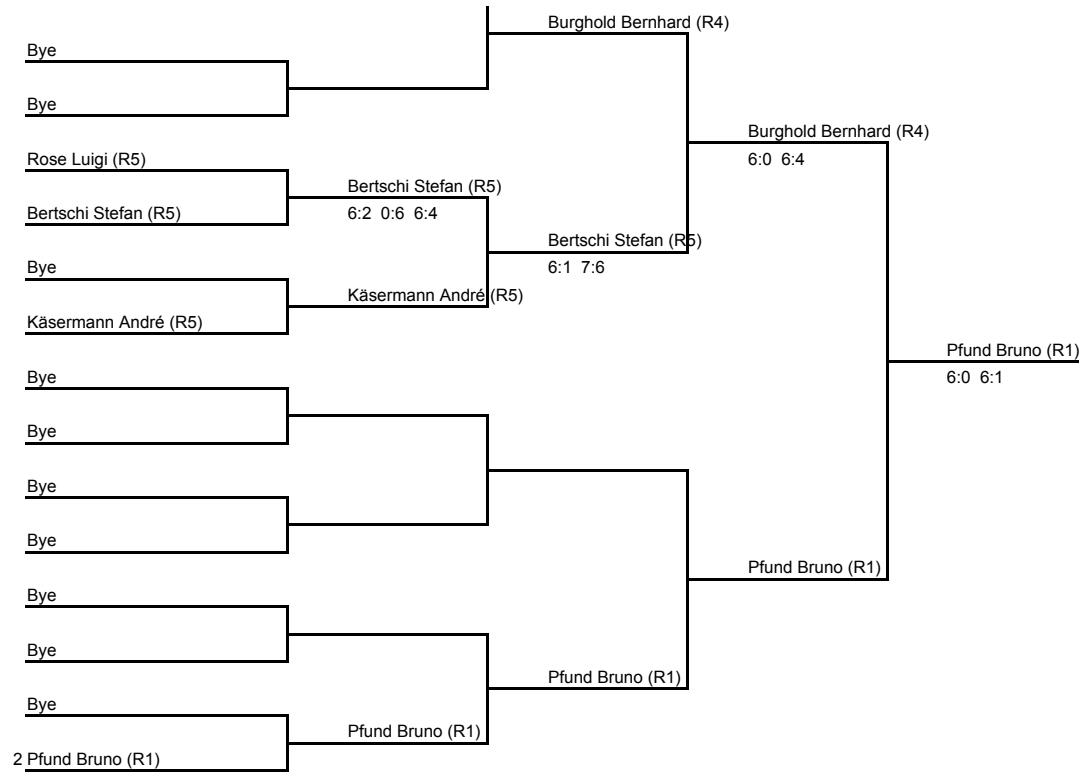 Burghold Bernhard (R4)
Bye
Bye
Burghold Bernhard (R4)
6:0 6:4
Rose Luigi (R5)
Bertschi Stefan (R5)
6:2 0:6 6:4
Bertschi Stefan (R5)
Bertschi Stefan (R5)
6:1 7:6
Bye
Käsermann André (R5)
Käsermann André (R5)
Pfund Bruno (R1)
6:0 6:1
Bye
Bye
Bye
Bye
Pfund Bruno (R1)
Bye
Bye
Pfund Bruno (R1)
Bye
Pfund Bruno (R1)
2 Pfund Bruno (R1)